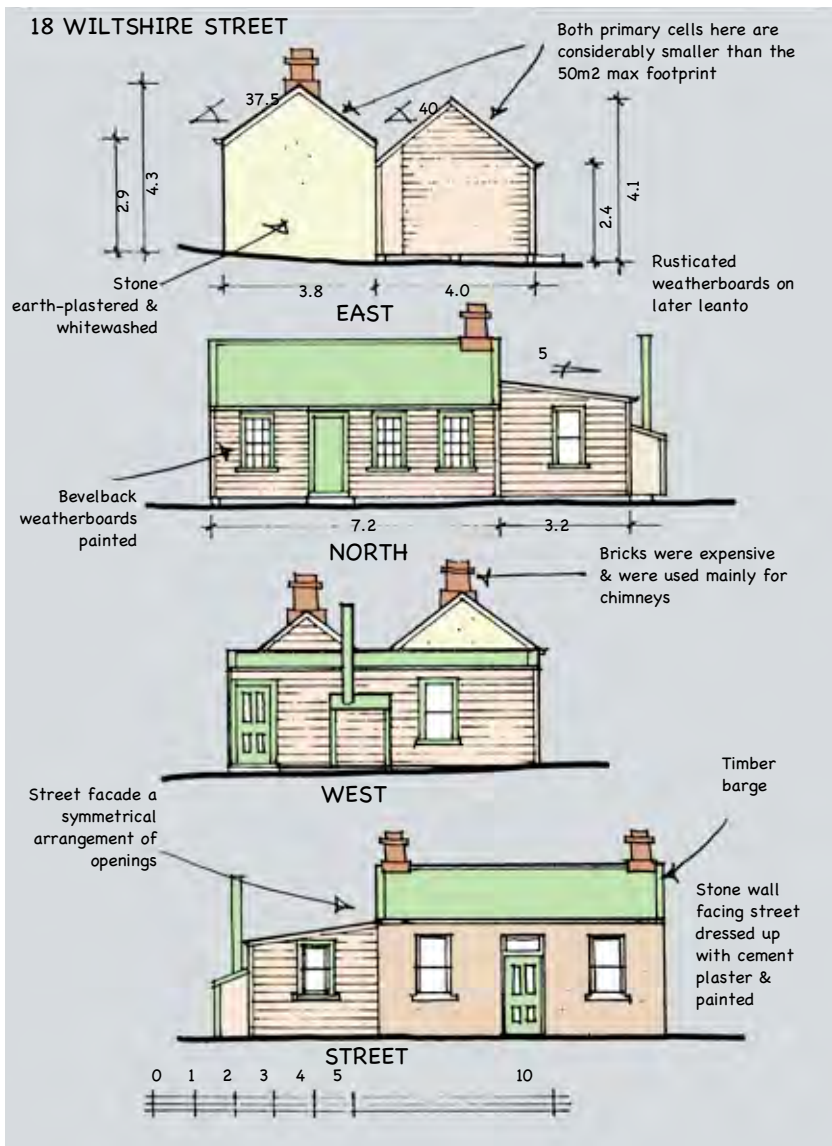 18 WILTSHIRE STREET
Both primary cells here are
considerably smaller than the
50m2 max footprint
37.5
40
2.9
4.3
2.4
4.1
Stone
earth-plastered &
whitewashed
3.8
4.0
EAST
Rusticated
weatherboards on
later leanto
5
Bevelback
weatherboards
painted
7.2
3.2
NORTH
Bricks were expensive
& were used mainly for
chimneys
WEST
Timber
barge
Street facade a
symmetrical
arrangement of
openings
Stone wall
facing street
dressed up
with cement
plaster &
painted
STREET
0 1 2 3 4 5 10